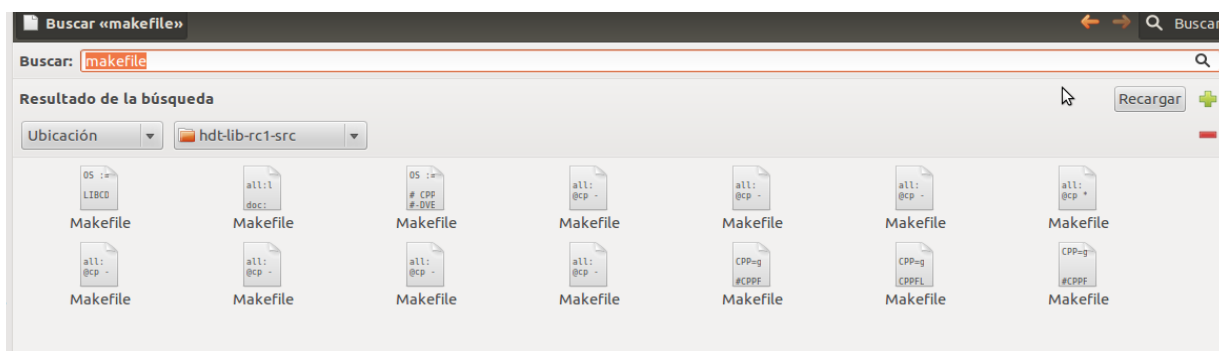 Buscar «makefile»
Buscar
Buscar: makefile
Resultado de la búsqueda
Recargar
Ubicación
hdt-lib-rc1-src
OS :=
LIBCD
all:l
doc:
OS :=
# CPP
#-DVE
all:
@cp -
all:
@cp -
all:
@cp -
all:
@cp *
Makefile Makefile Makefile Makefile Makefile Makefile Makefile
all:
@cp -
all:
@cp -
all:
@cp -
all:
@cp -
CPP=g
#CPPF
CPP=g
CPPFL
CPP=g
#CPPF
Makefile Makefile Makefile Makefile Makefile Makefile Makefile